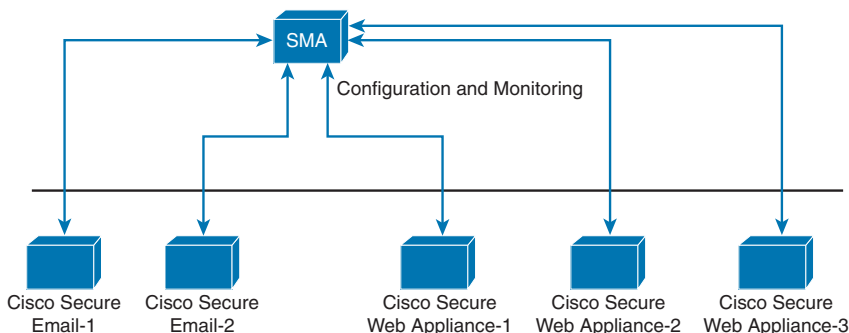 SMA
Configuration and Monitoring
Cisco Secure
Email-1
Cisco Secure
Email-2
Cisco Secure
Web Appliance-1
Cisco Secure
Web Appliance-2
Cisco Secure
Web Appliance-3